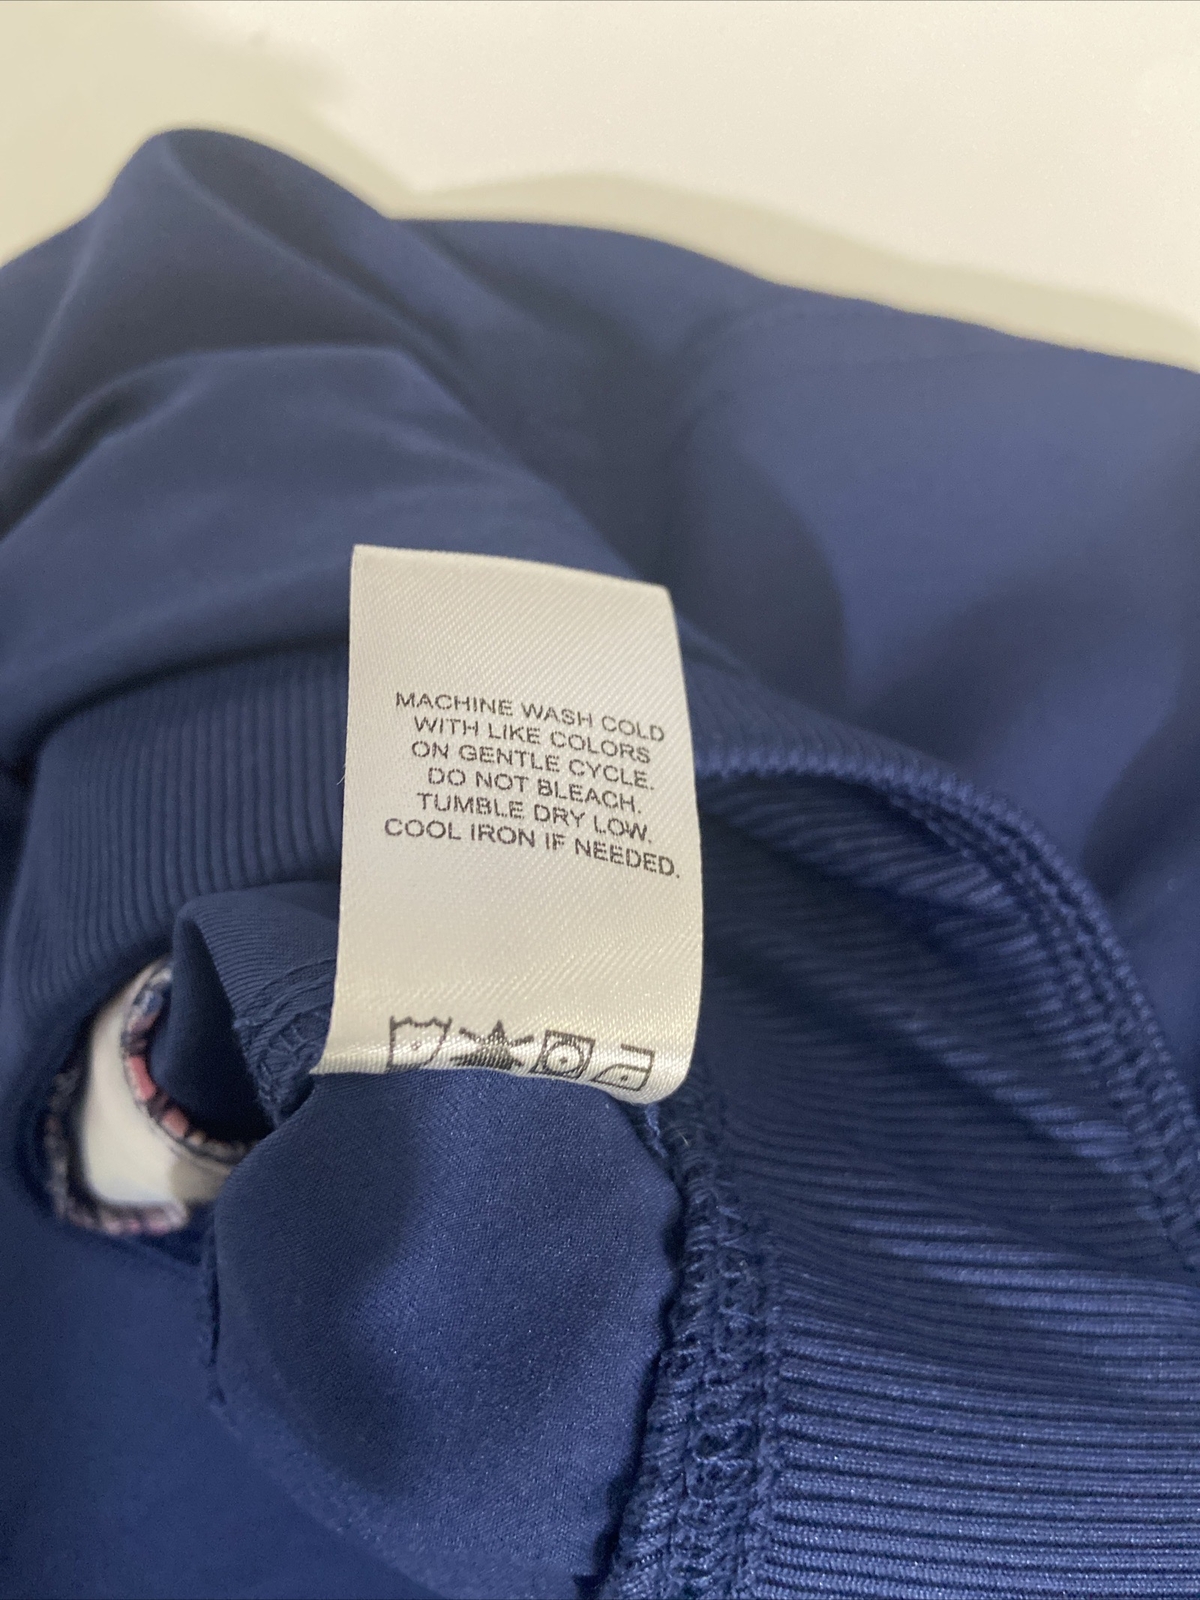 MACHINE WASH COLD
WITH LIKE COLORS
ON GENTLE CYCLE.
DO NOT BLEACH.
TUMBLE DRY LOW.
COOL IRON IF NEEDED.